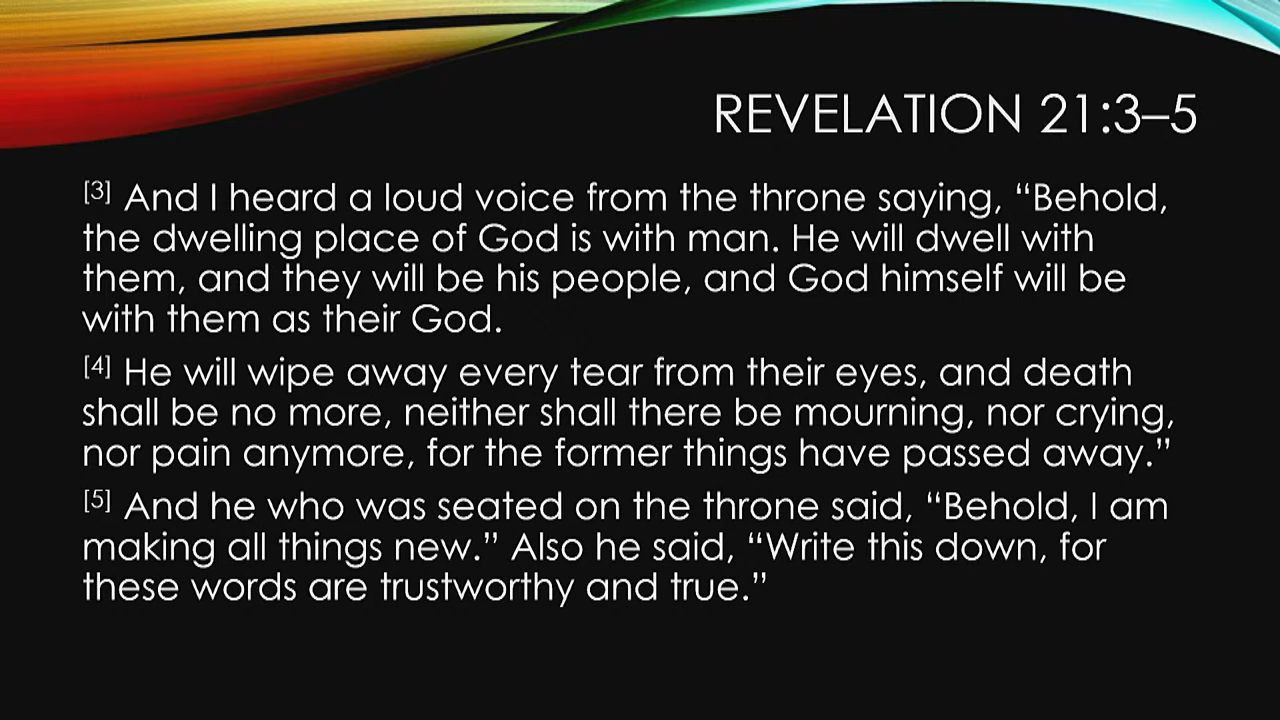 REVELATION 21:3–5
[3] And I heard a loud voice from the throne saying, “Behold,
the dwelling place of God is with man. He will dwell with
them, and they will be his people, and God himself will be
with them as their God.
[4] He will wipe away every tear from their eyes, and death
shall be no more, neither shall there be mourning, nor crying,
nor pain anymore, for the former things have passed away.”
[5] And he who was seated on the throne said, “Behold, I am
making all things new.” Also he said, “Write this down, for
these words are trustworthy and true.”